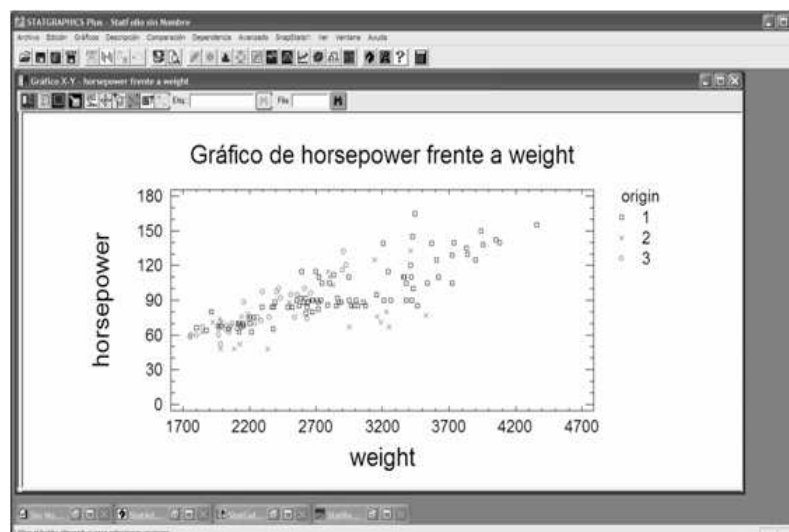 STATGRAPHICS Plus - StatFolio sin Nombre
Archivo Edición Gráficos Descripción Comparación Dependencia Avanzado SnapStats!! Ver Ventana Ayuda
Gráfico X-Y - horsepower frente a weight
Etiq: Fila:
Gráfico de horsepower frente a weight
horsepower
180
150
120
90
60
30
0
1700 2200 2700 3200 3700 4200 4700
weight
origin
1
2
3